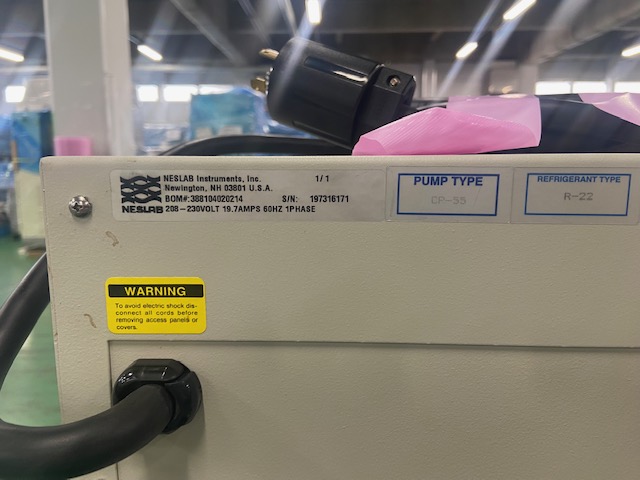 NESLAB Instruments, Inc. 1/1
Newington, NH 03801 U.S.A.
BOM#: 388104020214 S/N: 197316171
NESLAB 208-230VOLT 19.7AMPS 60HZ 1PHASE
PUMP TYPE
CP-55
REFRIGERANT TYPE
R-22
WARNING
To avoid electric shock dis-
connect all cords before
removing access panels or
covers.